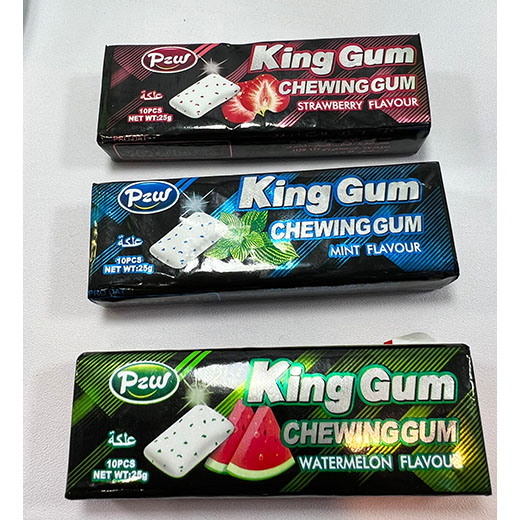 Pzw
King Gum
CHEWING GUM
STRAWBERRY FLAVOUR
علكة
10PCS
NET WT:25g
Pzw
King Gum
CHEWING GUM
MINT FLAVOUR
علكة
10PCS
NET WT:25g
Pzw
King Gum
CHEWING GUM
WATERMELON FLAVOU
علكة
10PCS
NET WT:25g